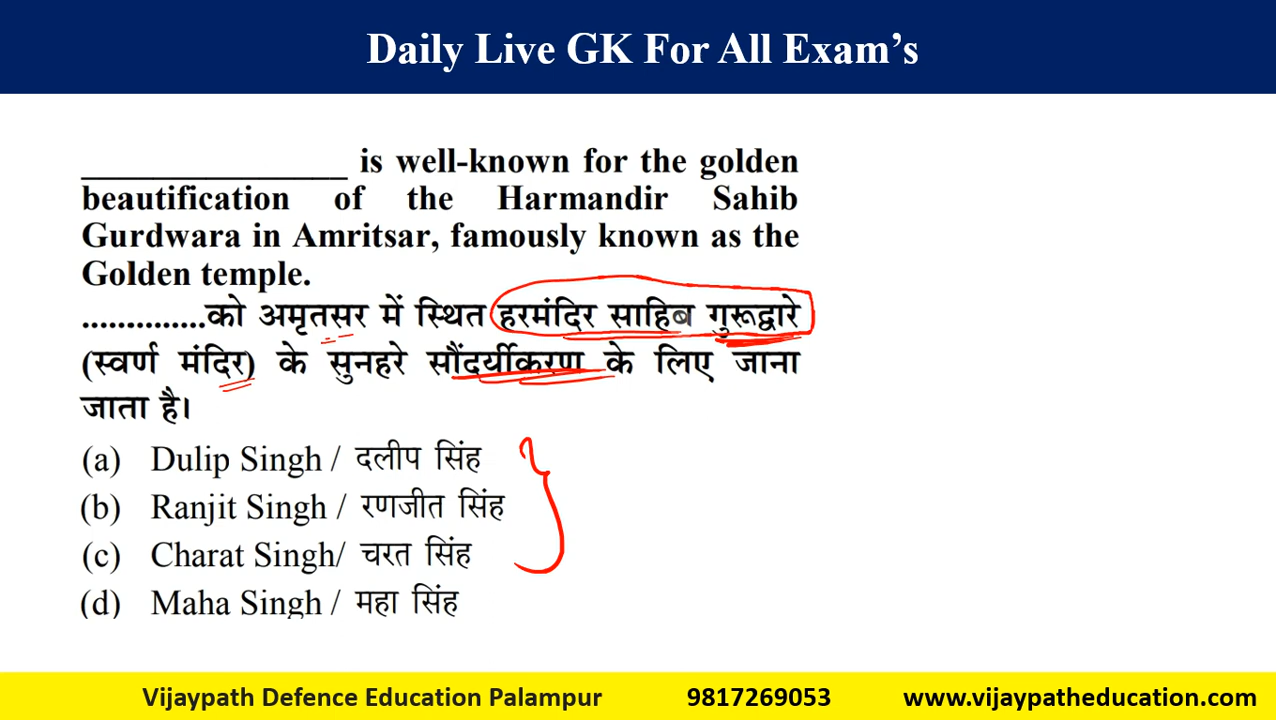 Daily Live GK For All Exam's
________________ is well-known for the golden
beautification of the Harmandir Sahib
Gurdwara in Amritsar, famously known as the
Golden temple.
..............को अमृतसर में स्थित हरमंदिर साहिब गुरूद्वारे
(स्वर्ण मंदिर) के सुनहरे सौंदर्यीकरण के लिए जाना
जाता है।
(a) Dulip Singh / दलीप सिंह
(b) Ranjit Singh / रणजीत सिंह
(c) Charat Singh/ चरत सिंह
(d) Maha Singh / महा सिंह
Vijaypath Defence Education Palampur 9817269053 www.vijaypatheducation.com